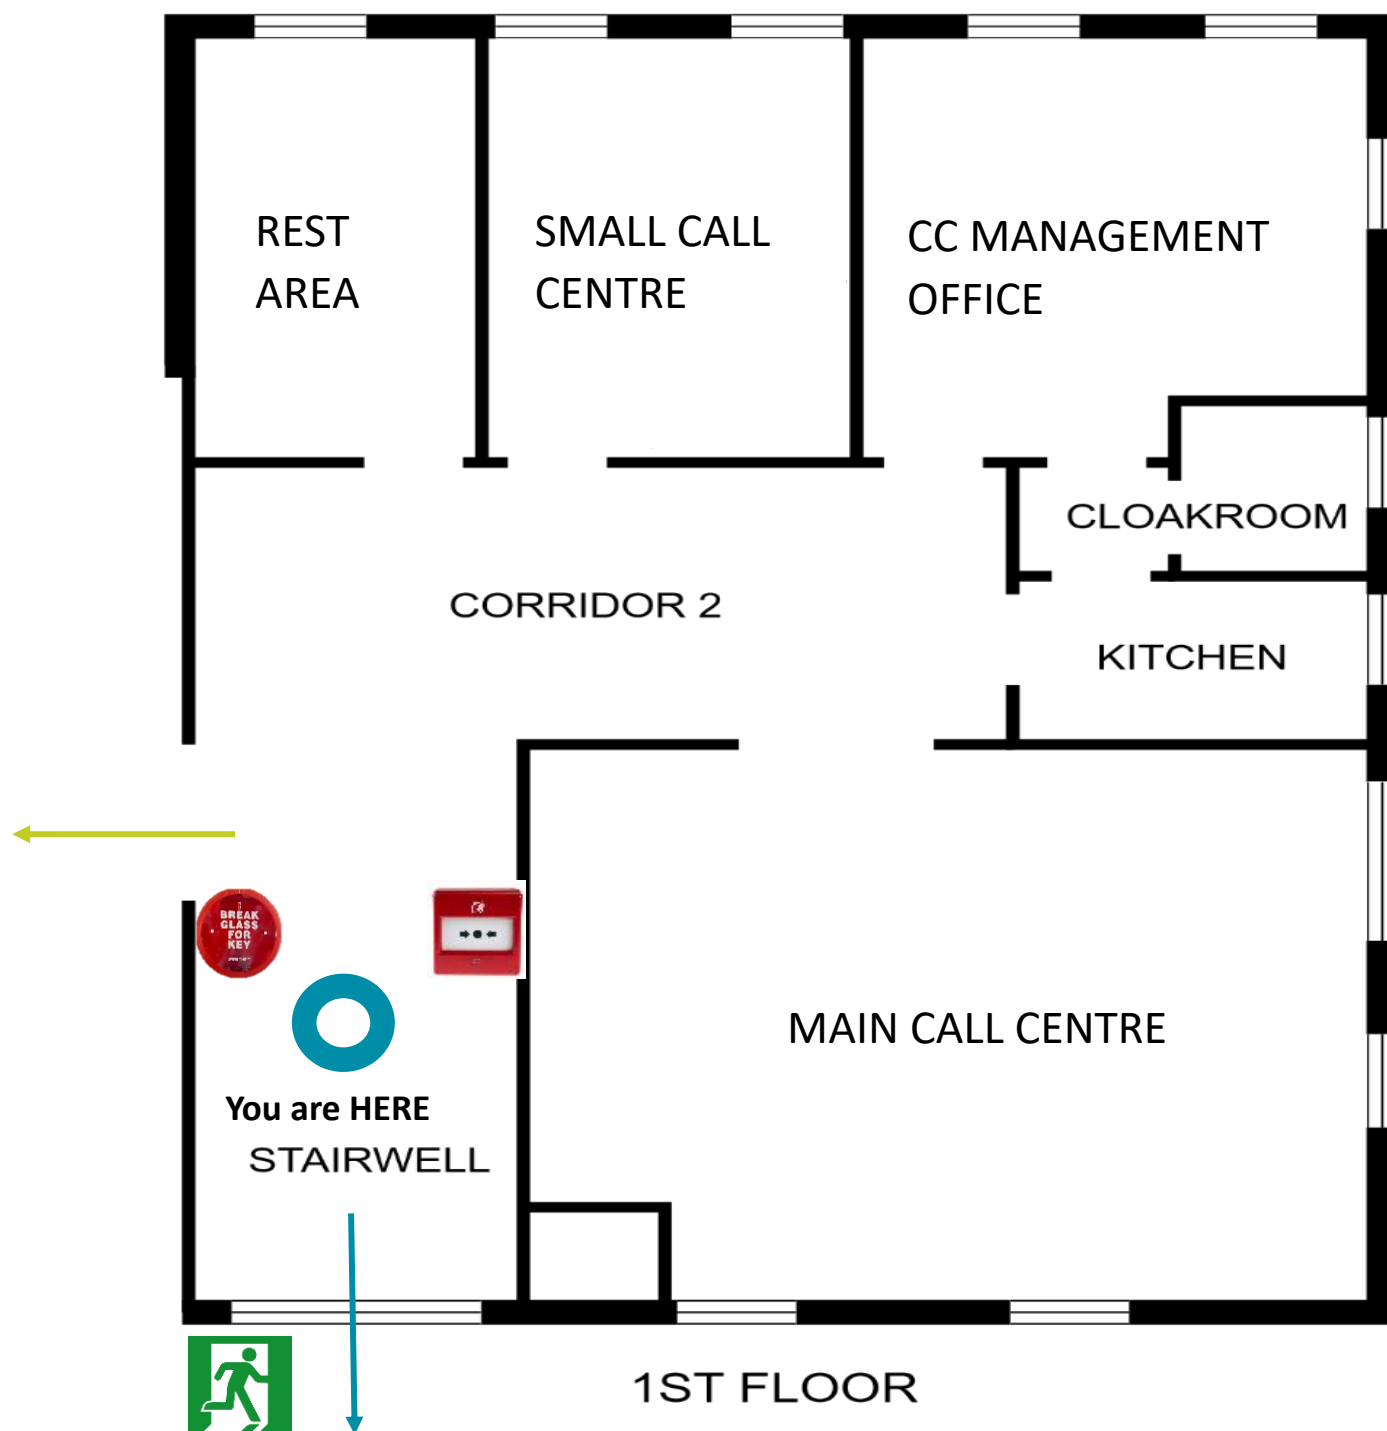 REST
AREA
SMALL CALL
CENTRE
CC MANAGEMENT
OFFICE
CLOAKROOM
CORRIDOR 2
KITCHEN
BREAK
GLASS
FOR
KEY
MAIN CALL CENTRE
You are HERE
STAIRWELL
1ST FLOOR